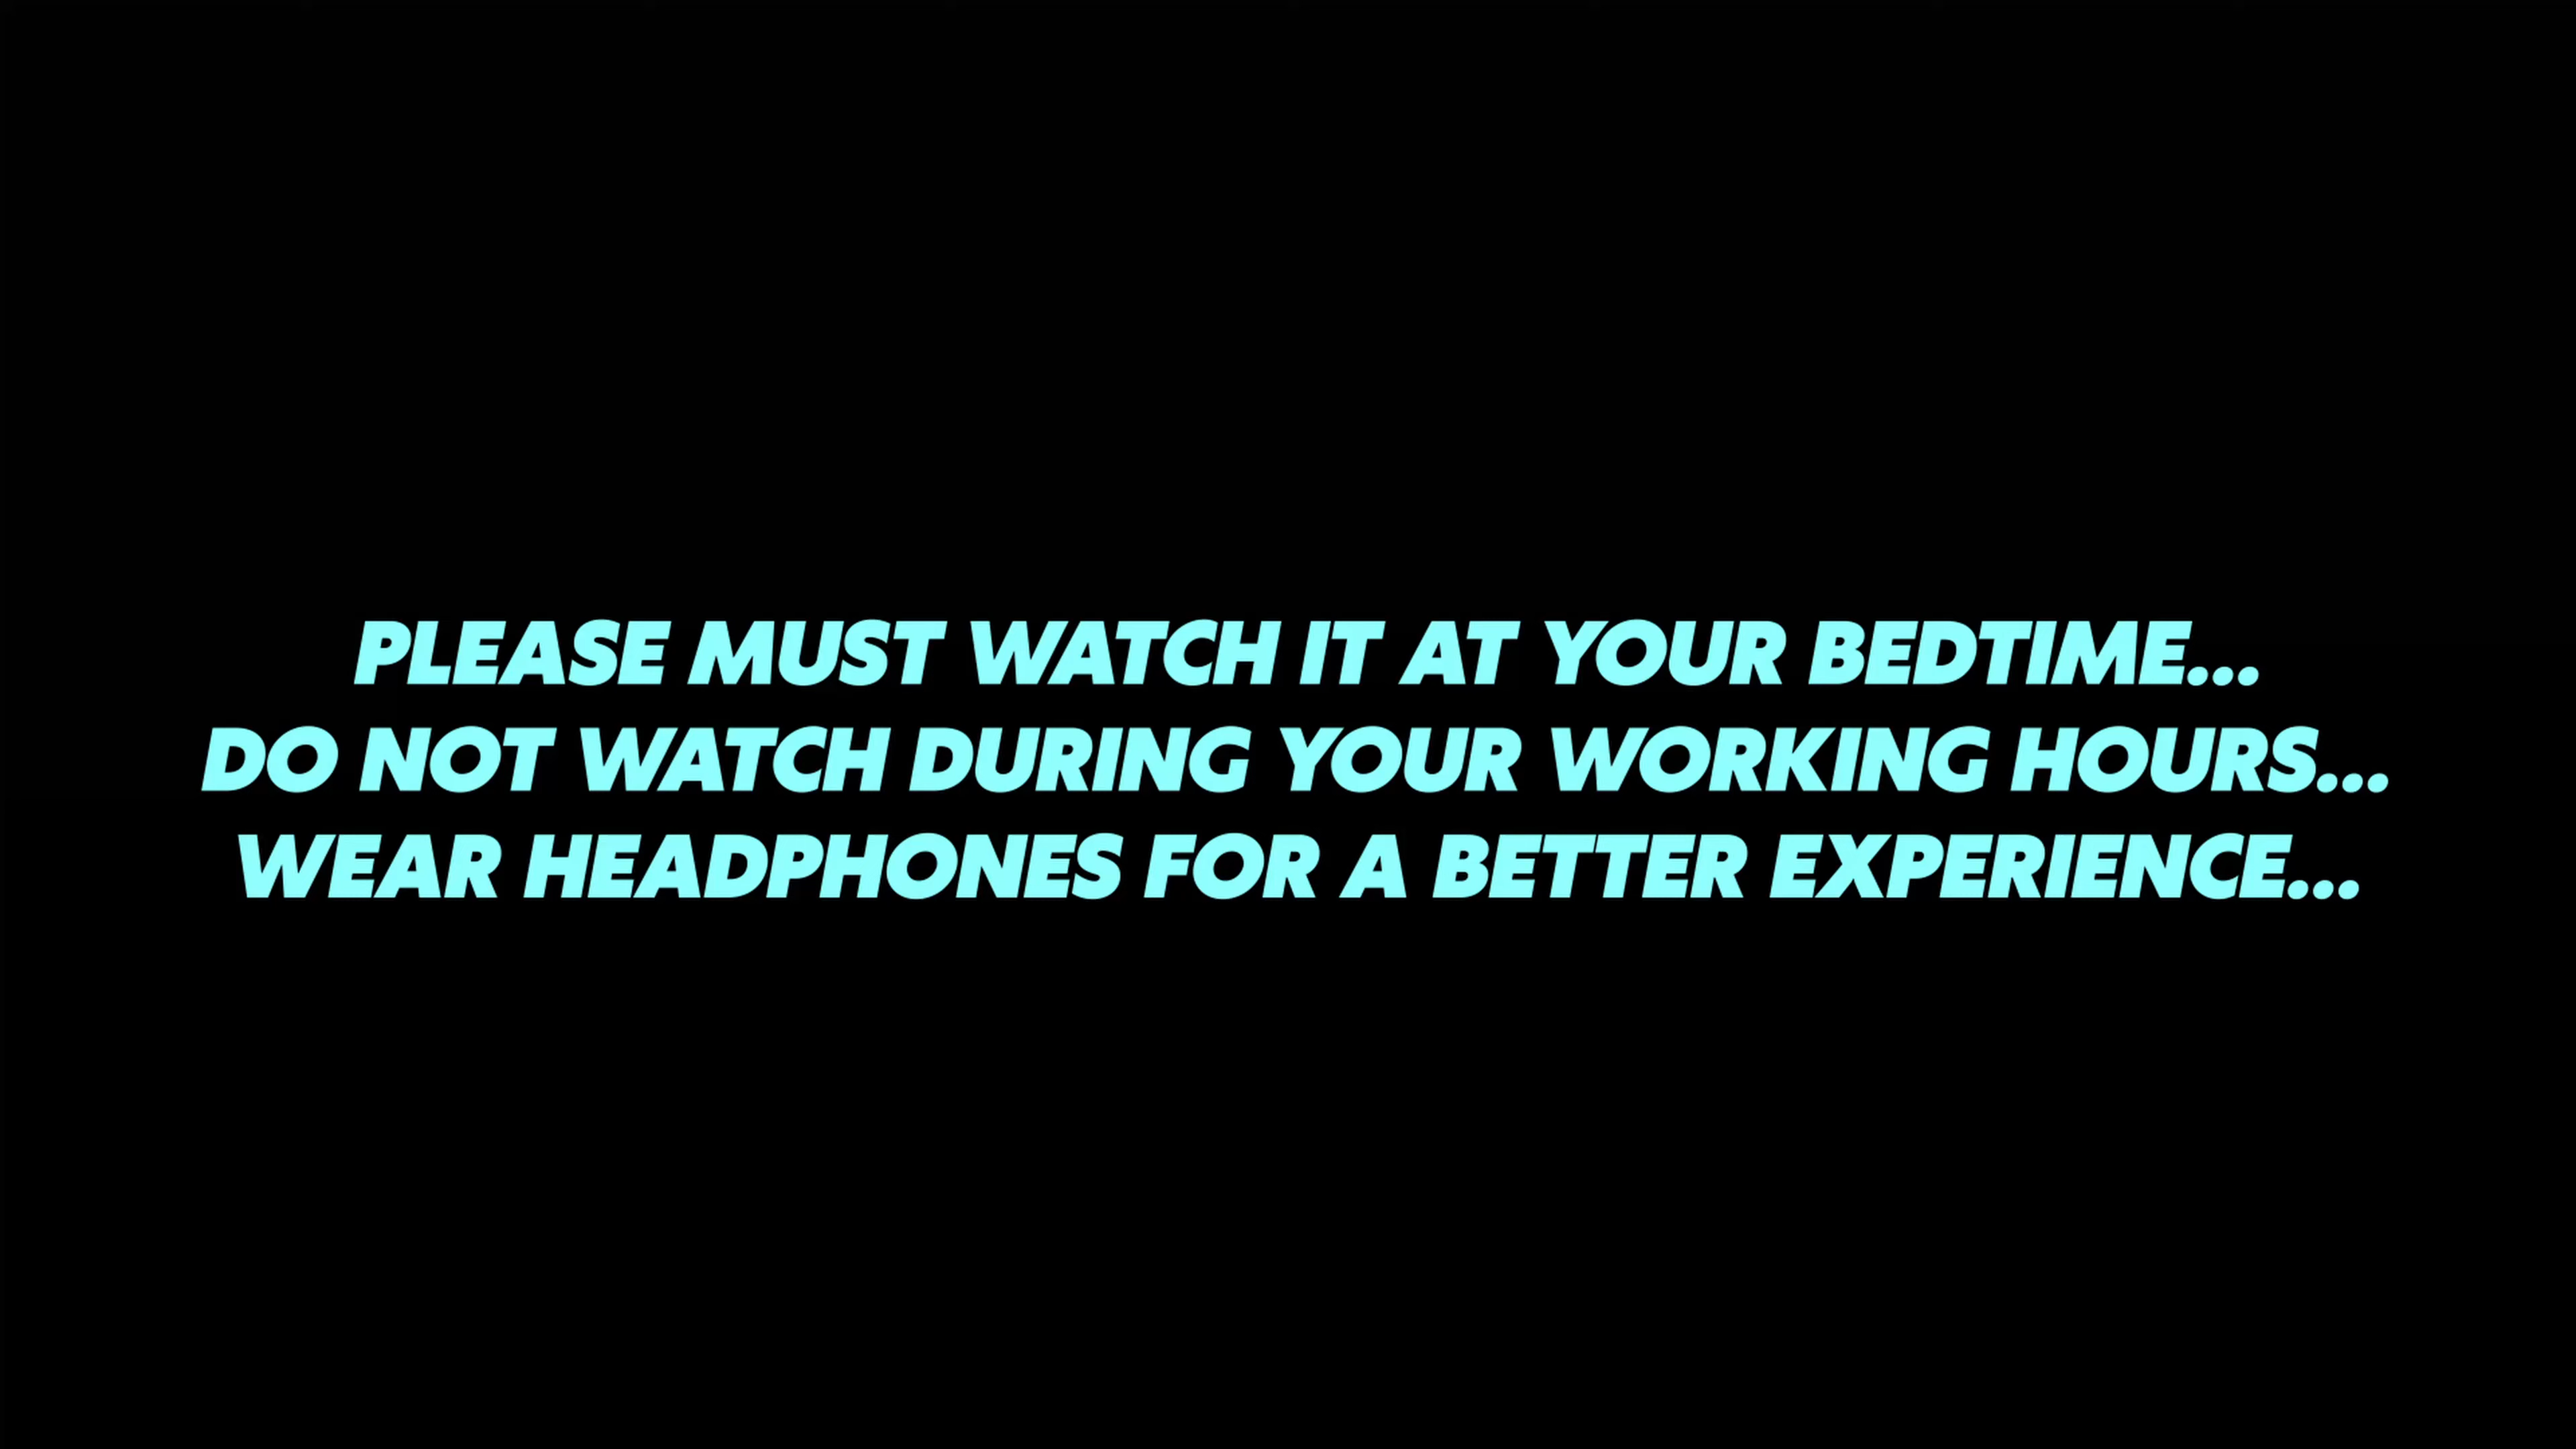 PLEASE MUST WATCH IT AT YOUR BEDTIME...
DO NOT WATCH DURING YOUR WORKING HOURS...
WEAR HEADPHONES FOR A BETTER EXPERIENCE...